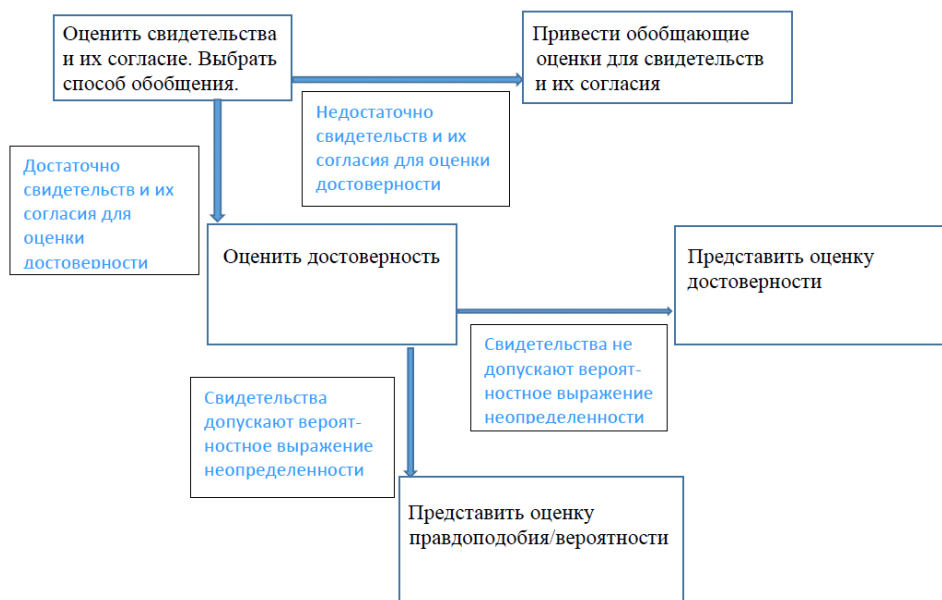 Оценить свидетельства
и их согласие. Выбрать
способ обобщения.
Привести обобщающие
оценки для свидетельств
и их согласия
Недостаточно
свидетельств и их
согласия для оценки
достоверности
Достаточно
свидетельств и их
согласия для
оценки
достоверности
Оценить достоверность
Представить оценку
достоверности
Свидетельства не
допускают вероят-
ностное выражение
неопределенности
Свидетельства
допускают вероят-
ностное выражение
неопределенности
Представить оценку
правдоподобия/вероятности